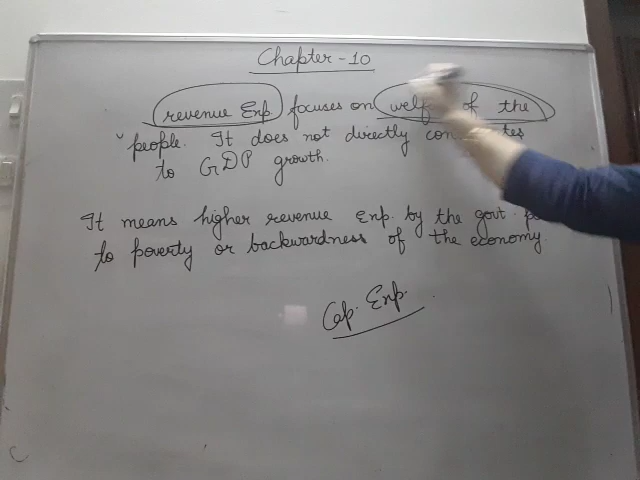 Chapter - 10
revenue Exp focuses on welf of the
people. It does not directly con tes
to GDP growth.
It means higher revenue Exp. by the govt. po
to poverty or backwardness of the economy.
Cap. Exp.